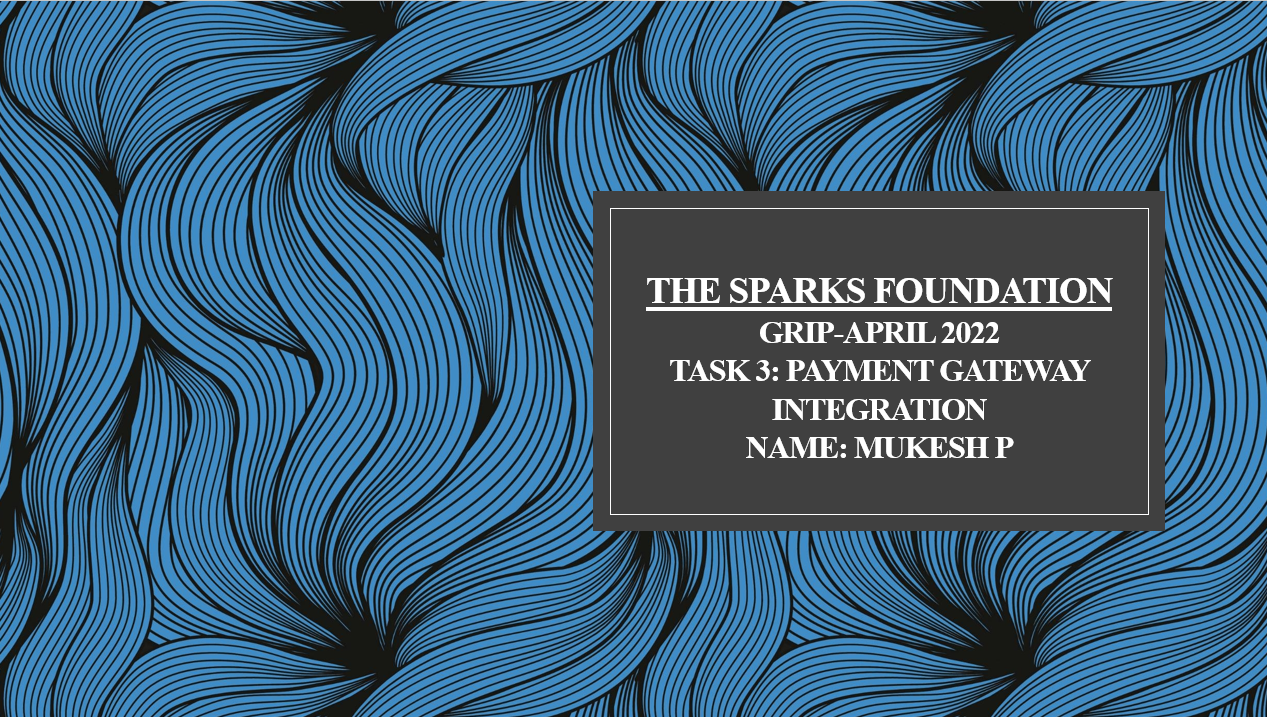 THE SPARKS FOUNDATION
GRIP-APRIL 2022
TASK 3: PAYMENT GATEWAY
INTEGRATION
NAME: MUKESH P